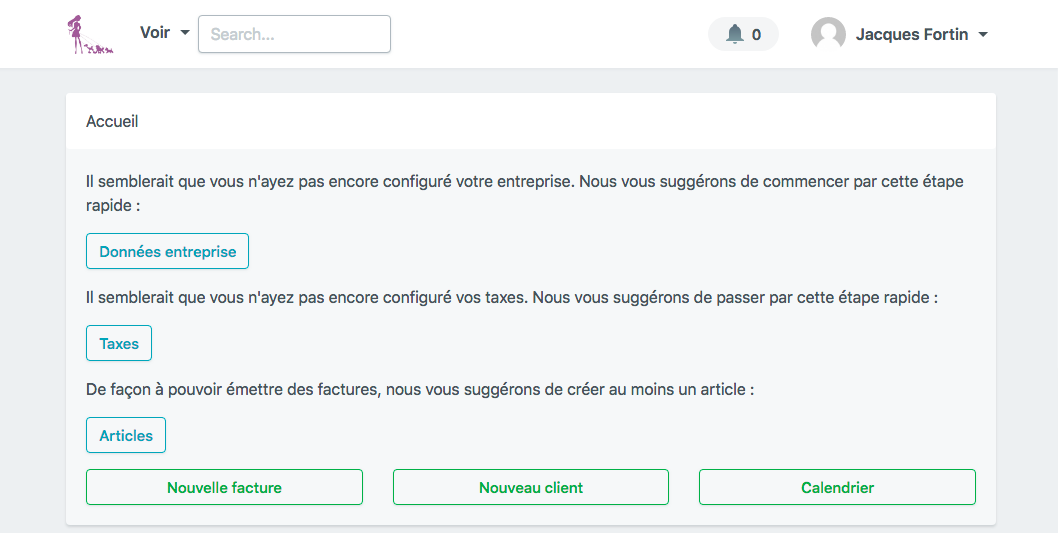 Voir
Search...
0
Jacques Fortin
Accueil
Il semblerait que vous n'ayez pas encore configuré votre entreprise. Nous vous suggérons de commencer par cette étape
rapide :
Données entreprise
Il semblerait que vous n'ayez pas encore configuré vos taxes. Nous vous suggérons de passer par cette étape rapide :
Taxes
De façon à pouvoir émettre des factures, nous vous suggérons de créer au moins un article :
Articles
Nouvelle facture
Nouveau client
Calendrier